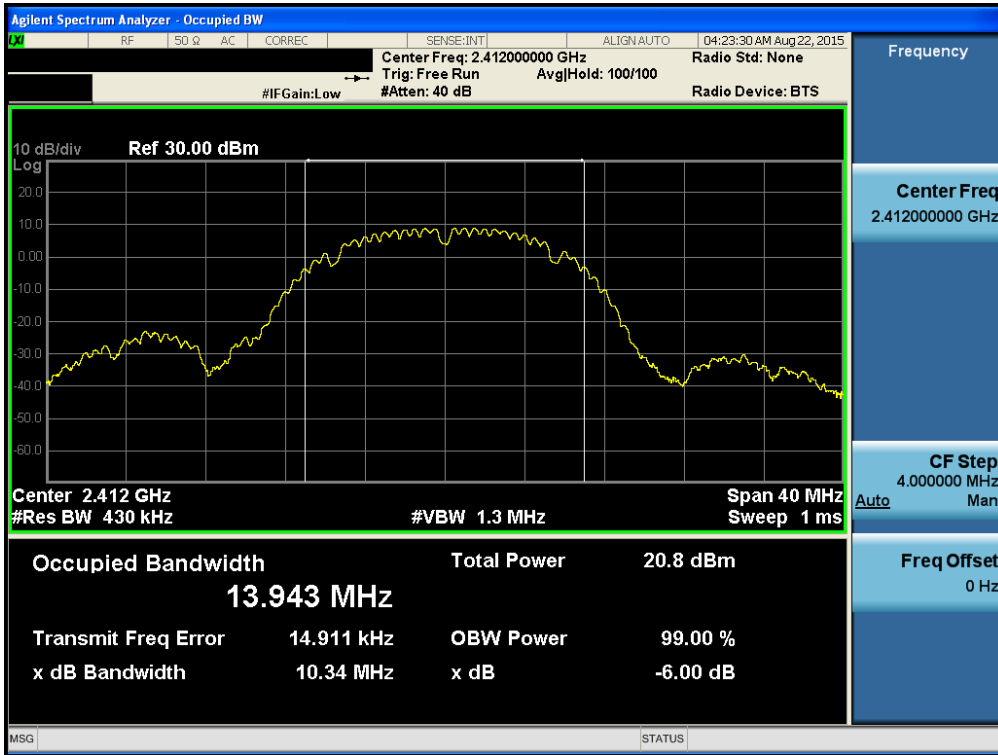 Agilent Spectrum Analyzer - Occupied BW
LXI RF 50 Ω AC CORREC SENSE:INT ALIGN AUTO 04:23:30 AM Aug 22, 2015
Center Freq: 2.412000000 GHz Radio Std: None
Trig: Free Run Avg|Hold: 100/100
#IFGain:Low #Atten: 40 dB Radio Device: BTS
10 dB/div Ref 30.00 dBm
Log
20.0
10.0
0.00
-10.0
-20.0
-30.0
-40.0
-50.0
-60.0
Center 2.412 GHz Span 40 MHz
#Res BW 430 kHz #VBW 1.3 MHz Sweep 1 ms
Occupied Bandwidth Total Power 20.8 dBm
13.943 MHz
Transmit Freq Error 14.911 kHz OBW Power 99.00 %
x dB Bandwidth 10.34 MHz x dB -6.00 dB
MSG STATUS
Frequency
Center Freq
2.412000000 GHz
CF Step
4.000000 MHz
Auto Man
Freq Offset
0 Hz